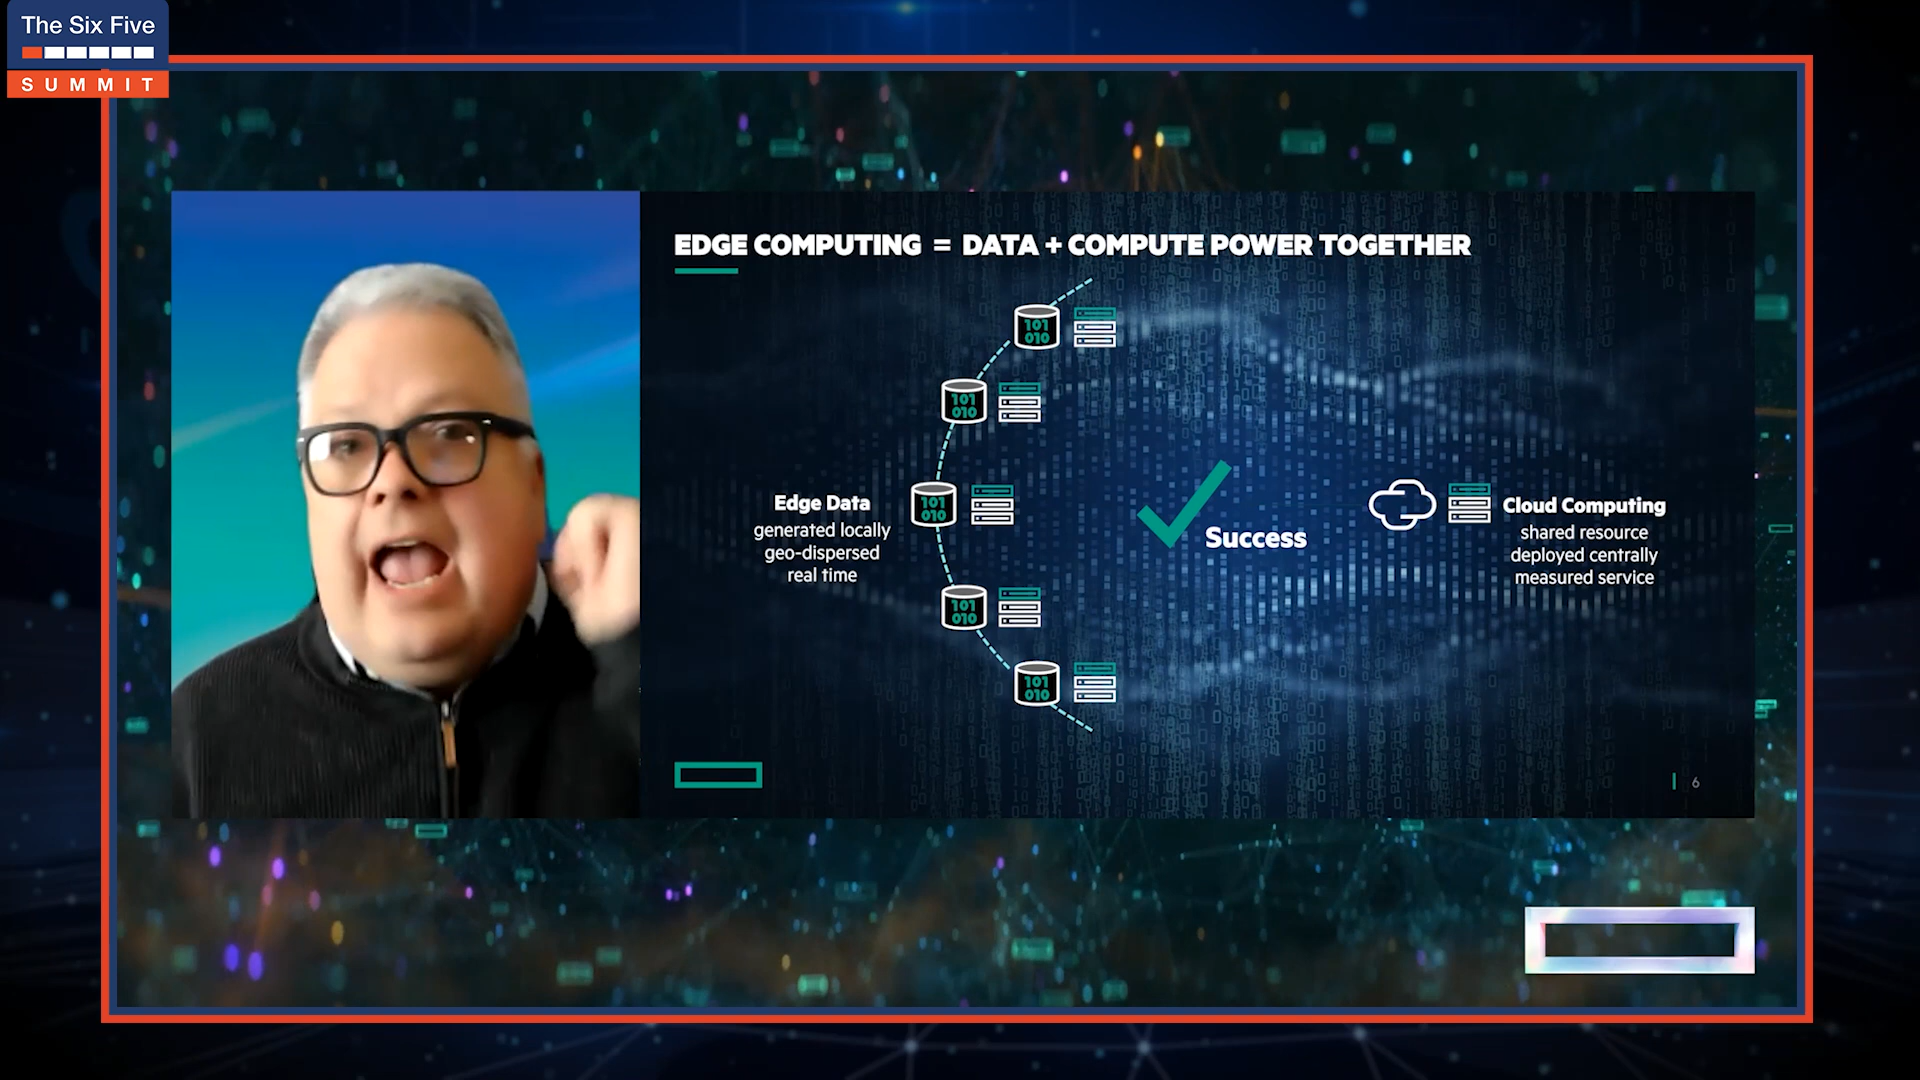 The Six Five
SUMMIT
EDGE COMPUTING = DATA + COMPUTE POWER TOGETHER
101
010
101
010
101
010
101
010
101
010
Edge Data
generated locally
geo-dispersed
real time
Success
Cloud Computing
shared resource
deployed centrally
measured service
6